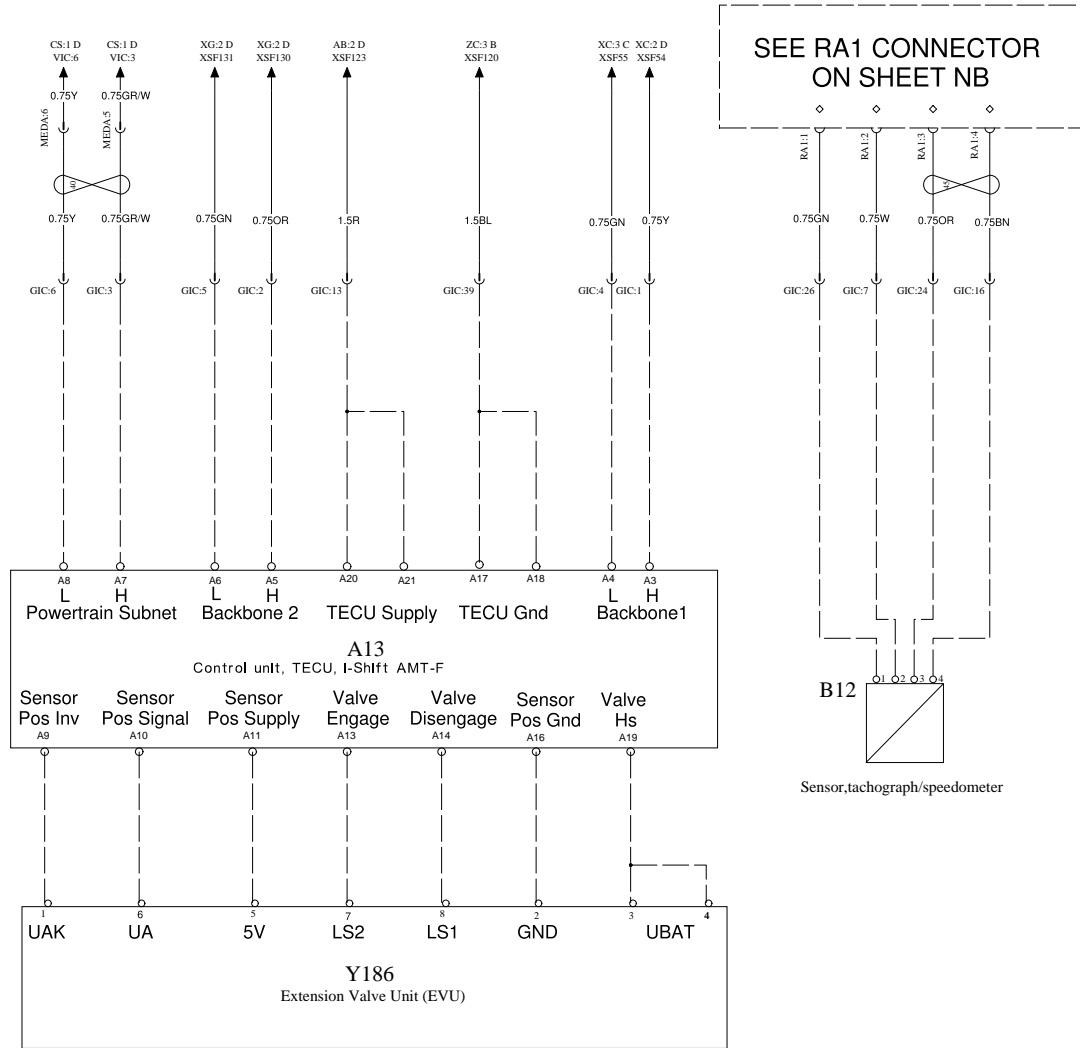 CS:1 D CS:1 D XG:2 D XG:2 D AB:2 D ZC:3 B XC:3 C XC:2 D
VIC:6 VIC:3 XSF131 XSF130 XSF123 XSF120 XSF55 XSF54
SEE RA1 CONNECTOR
ON SHEET NB
0.75Y 0.75GR/W
MEDA:6 MEDA:5
RA1:1 RA1:2 RA1:3 RA1:4
40 45
0.75Y 0.75GR/W 0.75GN 0.75OR 1.5R 1.5BL 0.75GN 0.75Y 0.75GN 0.75W 0.75OR 0.75BN
GIC:6 GIC:3 GIC:5 GIC:2 GIC:13 GIC:39 GIC:4 GIC:1 GIC:26 GIC:7 GIC:24 GIC:16
A8 A7 A6 A5 A20 A21 A17 A18 A4 A3
L H L H L H
Powertrain Subnet Backbone 2 TECU Supply TECU Gnd Backbone1
A13
Control unit, TECU, I-Shift AMT-F
Sensor Sensor Sensor Valve Valve Sensor Valve
Pos Inv Pos Signal Pos Supply Engage Disengage Pos Gnd Hs
A9 A10 A11 A13 A14 A16 A19
1 2 3 4
B12
Sensor,tachograph/speedometer
1 6 5 7 8 2 3 4
UAK UA 5V LS2 LS1 GND UBAT
Y186
Extension Valve Unit (EVU)